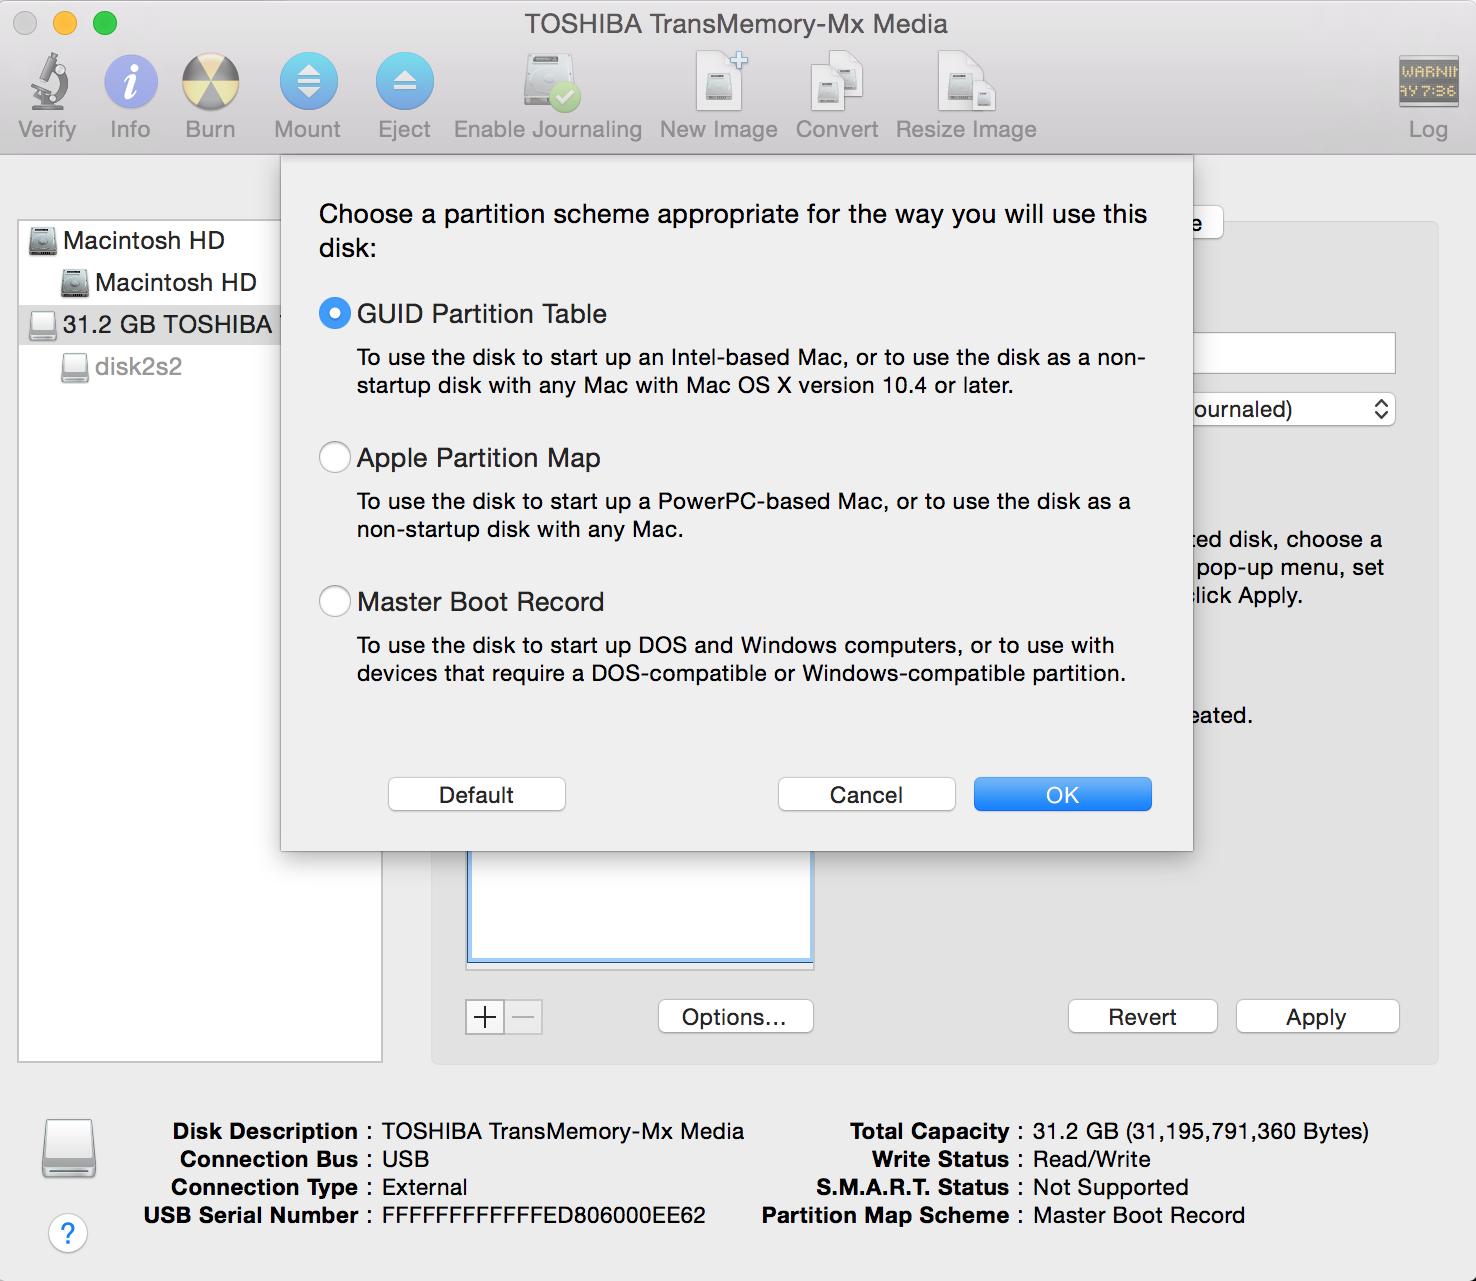 TOSHIBA TransMemory-Mx Media
WARNIN
AY 7:36
Verify
Info
Burn
Mount
Eject
Enable Journaling
New Image
Convert
Resize Image
Log
Macintosh HD
Macintosh HD
31.2 GB TOSHIBA
disk2s2
Choose a partition scheme appropriate for the way you will use this
disk:
GUID Partition Table
To use the disk to start up an Intel-based Mac, or to use the disk as a non-
startup disk with any Mac with Mac OS X version 10.4 or later.
Apple Partition Map
To use the disk to start up a PowerPC-based Mac, or to use the disk as a
non-startup disk with any Mac.
Master Boot Record
To use the disk to start up DOS and Windows computers, or to use with
devices that require a DOS-compatible or Windows-compatible partition.
Default
Cancel
OK
e
ournaled)
ted disk, choose a
pop-up menu, set
lick Apply.
eated.
Options...
Revert
Apply
Disk Description : TOSHIBA TransMemory-Mx Media
Connection Bus : USB
Connection Type : External
USB Serial Number : FFFFFFFFFFFFED806000EE62
Total Capacity : 31.2 GB (31,195,791,360 Bytes)
Write Status : Read/Write
S.M.A.R.T. Status : Not Supported
Partition Map Scheme : Master Boot Record
?